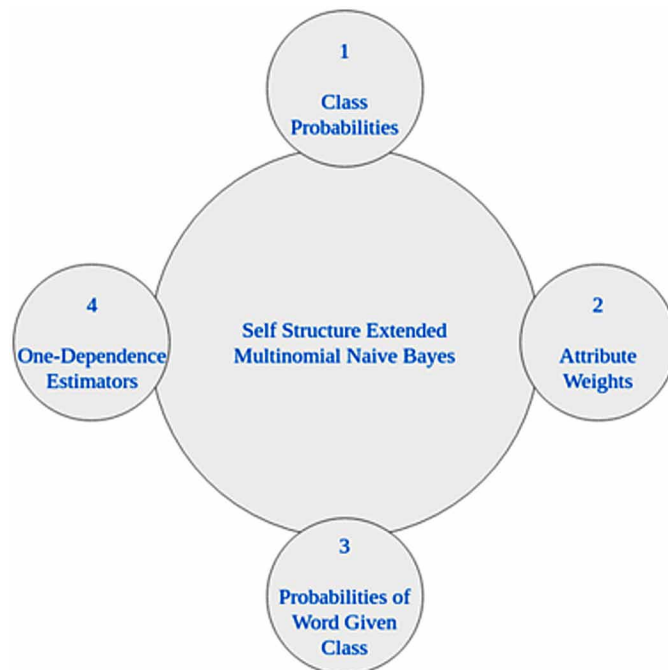 1
Class
Probabilities
4
One-Dependence
Estimators
Self Structure Extended
Multinomial Naive Bayes
2
Attribute
Weights
3
Probabilities of
Word Given
Class